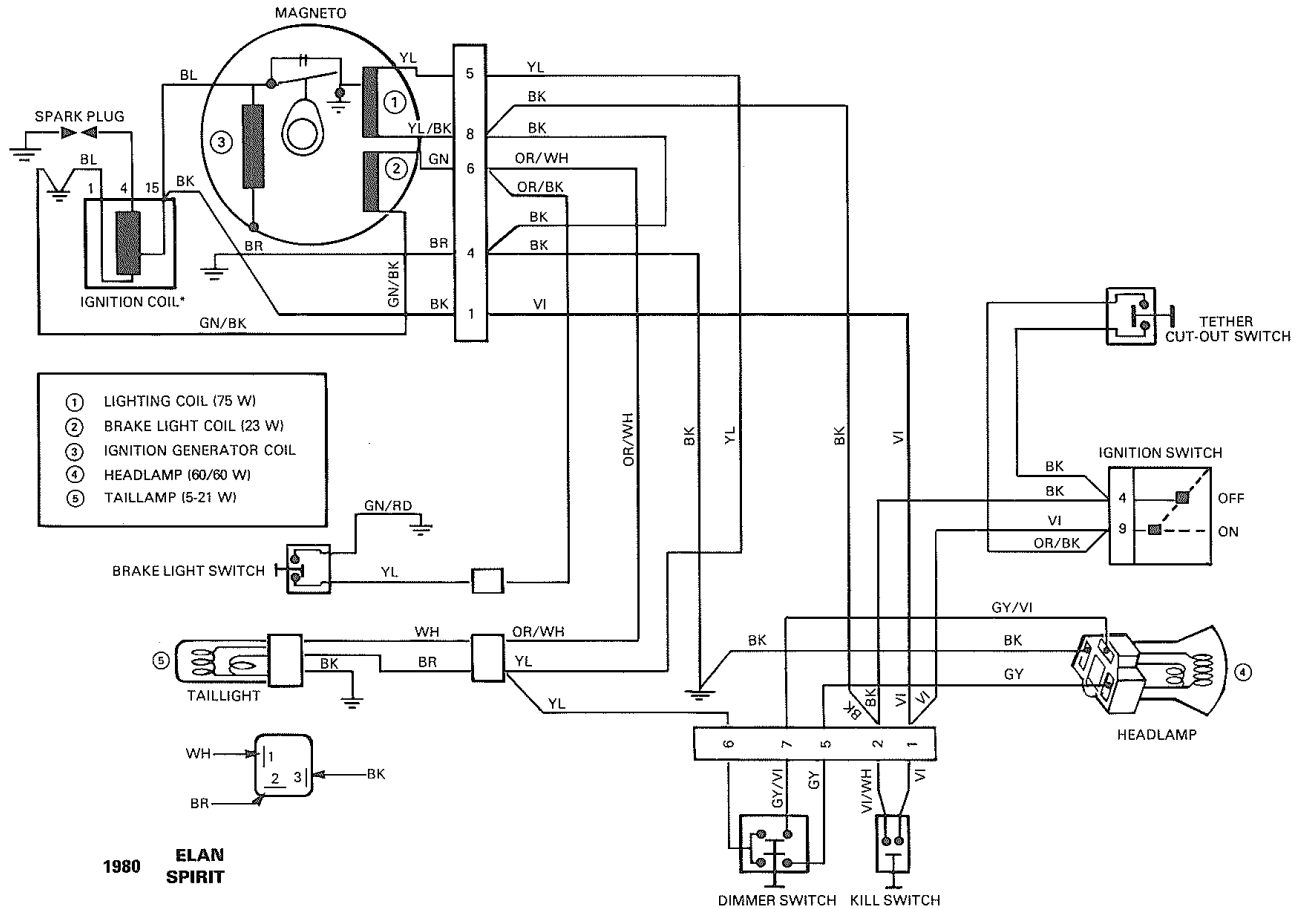 MAGNETO
YL
5
YL
BL
BK
SPARK PLUG
1
YL/BK
8
BK
3
2
GN
6
OR/WH
BL
BK
OR/BK
1
4
15
BK
BR
BR
4
BK
IGNITION COIL*
GN/BK
BK
1
VI
GN/BK
TETHER
CUT-OUT SWITCH
1 LIGHTING COIL (75 W)
2 BRAKE LIGHT COIL (23 W)
3 IGNITION GENERATOR COIL
4 HEADLAMP (60/60 W)
5 TAILLAMP (5-21 W)
OR/WH
BK
YL
BK
VI
IGNITION SWITCH
BK
BK
4
OFF
GN/RD
VI
9
ON
OR/BK
BRAKE LIGHT SWITCH
YL
GY/VI
WH
OR/WH
BK
BK
5
BK
BR
YL
GY
4
TAILLIGHT
YL
BK
BK
VI
VI
HEADLAMP
6
7
5
2
1
WH
1
2
3
BK
BR
GY/VI
GY
VI/WH
VI
1980
ELAN
SPIRIT
DIMMER SWITCH
KILL SWITCH